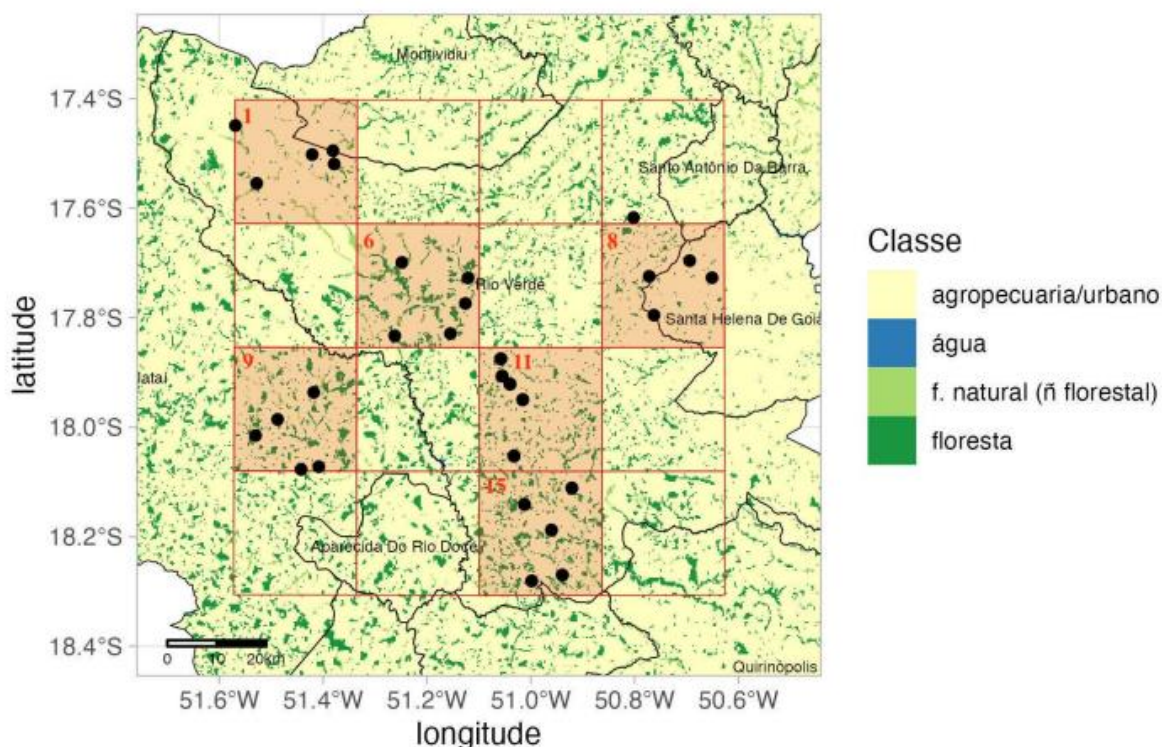 Montividiu
17.4°S
1
Santo Antônio Da Barra
17.6°S
6
8
Rio Verde
17.8°S
Santa Helena De Goiá
9
11
latitude
18.0°S
15
18.2°S
Aparecida Do Rio Doce
18.4°S
0 10 20km
Quirinópolis
51.6°W 51.4°W 51.2°W 51.0°W 50.8°W 50.6°W
longitude
Classe
agropecuaria/urbano
água
f. natural (ñ florestal)
floresta